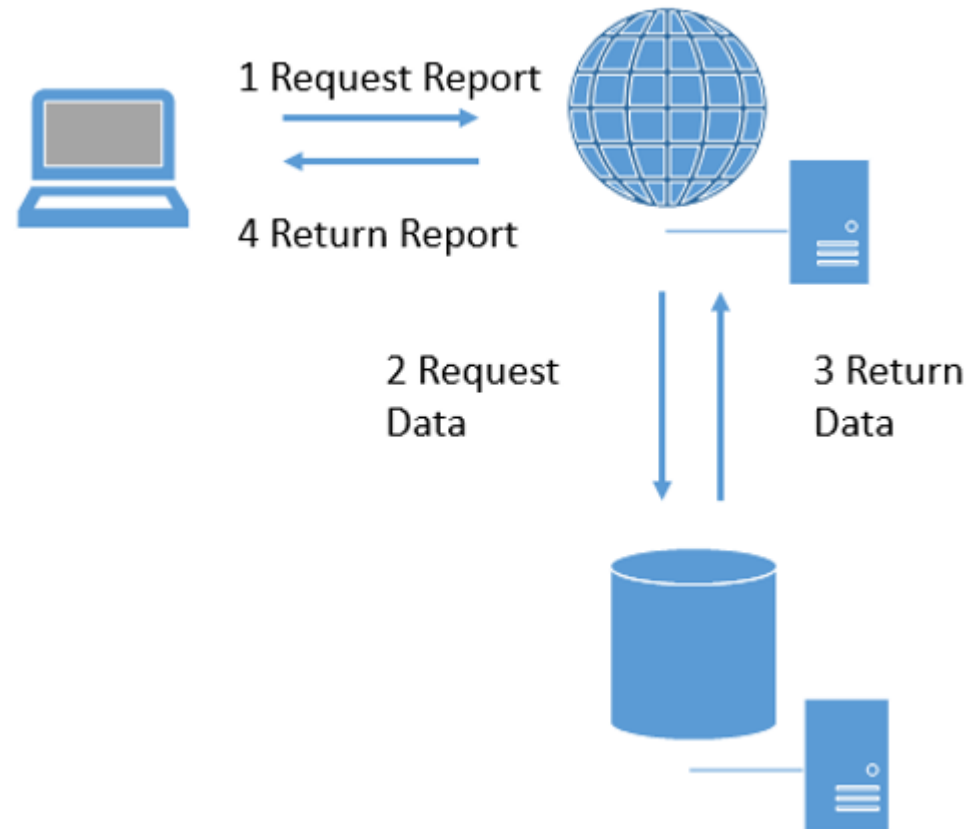 1 Request Report
4 Return Report
2 Request
Data
3 Return
Data